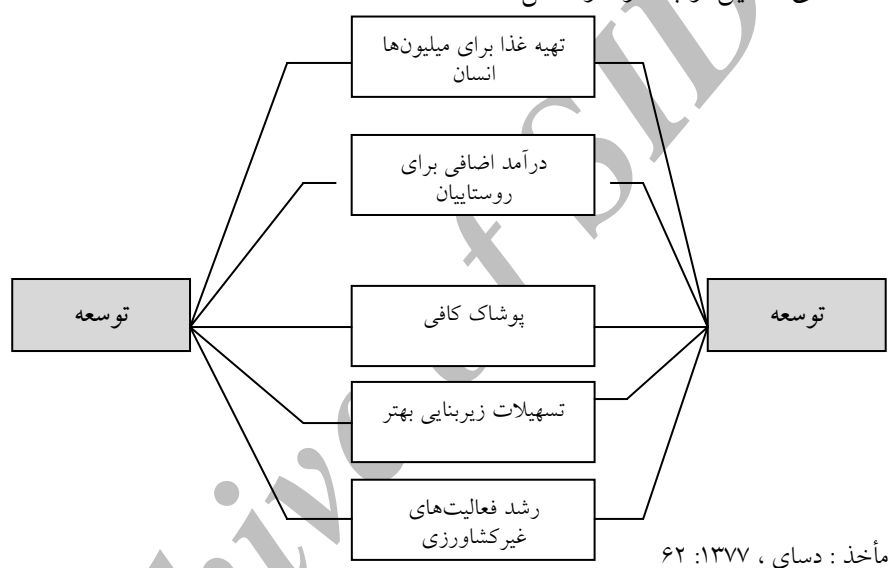 تهیه غذا برای میلیون‌ها
انسان
درآمد اضافی برای
روستاییان
توسعه
پوشاک کافی
توسعه
تسهیلات زیربنایی بهتر
رشد فعالیت‌های
غیرکشاورزی
مأخذ : دسای ، ۱۳۷۷: ۶۲